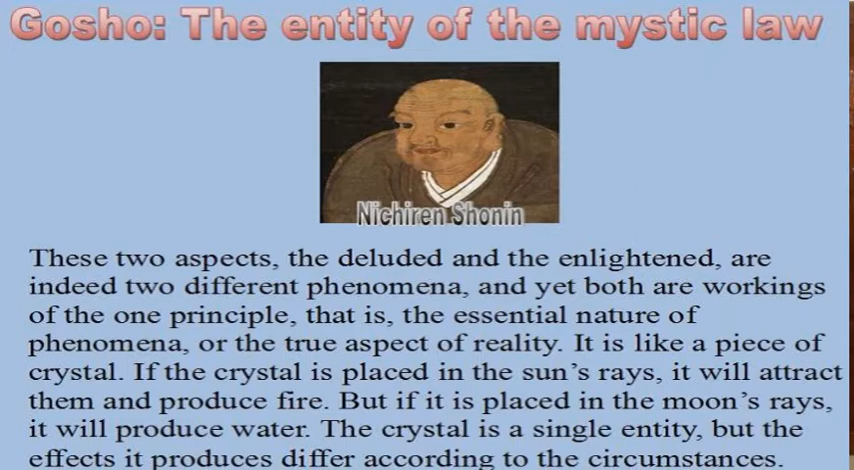 Gosho: The entity of the mystic law
Nichiren Shonin
These two aspects, the deluded and the enlightened, are
indeed two different phenomena, and yet both are workings
of the one principle, that is, the essential nature of
phenomena, or the true aspect of reality. It is like a piece of
crystal. If the crystal is placed in the sun's rays, it will attract
them and produce fire. But if it is placed in the moon's rays,
it will produce water. The crystal is a single entity, but the
effects it produces differ according to the circumstances.